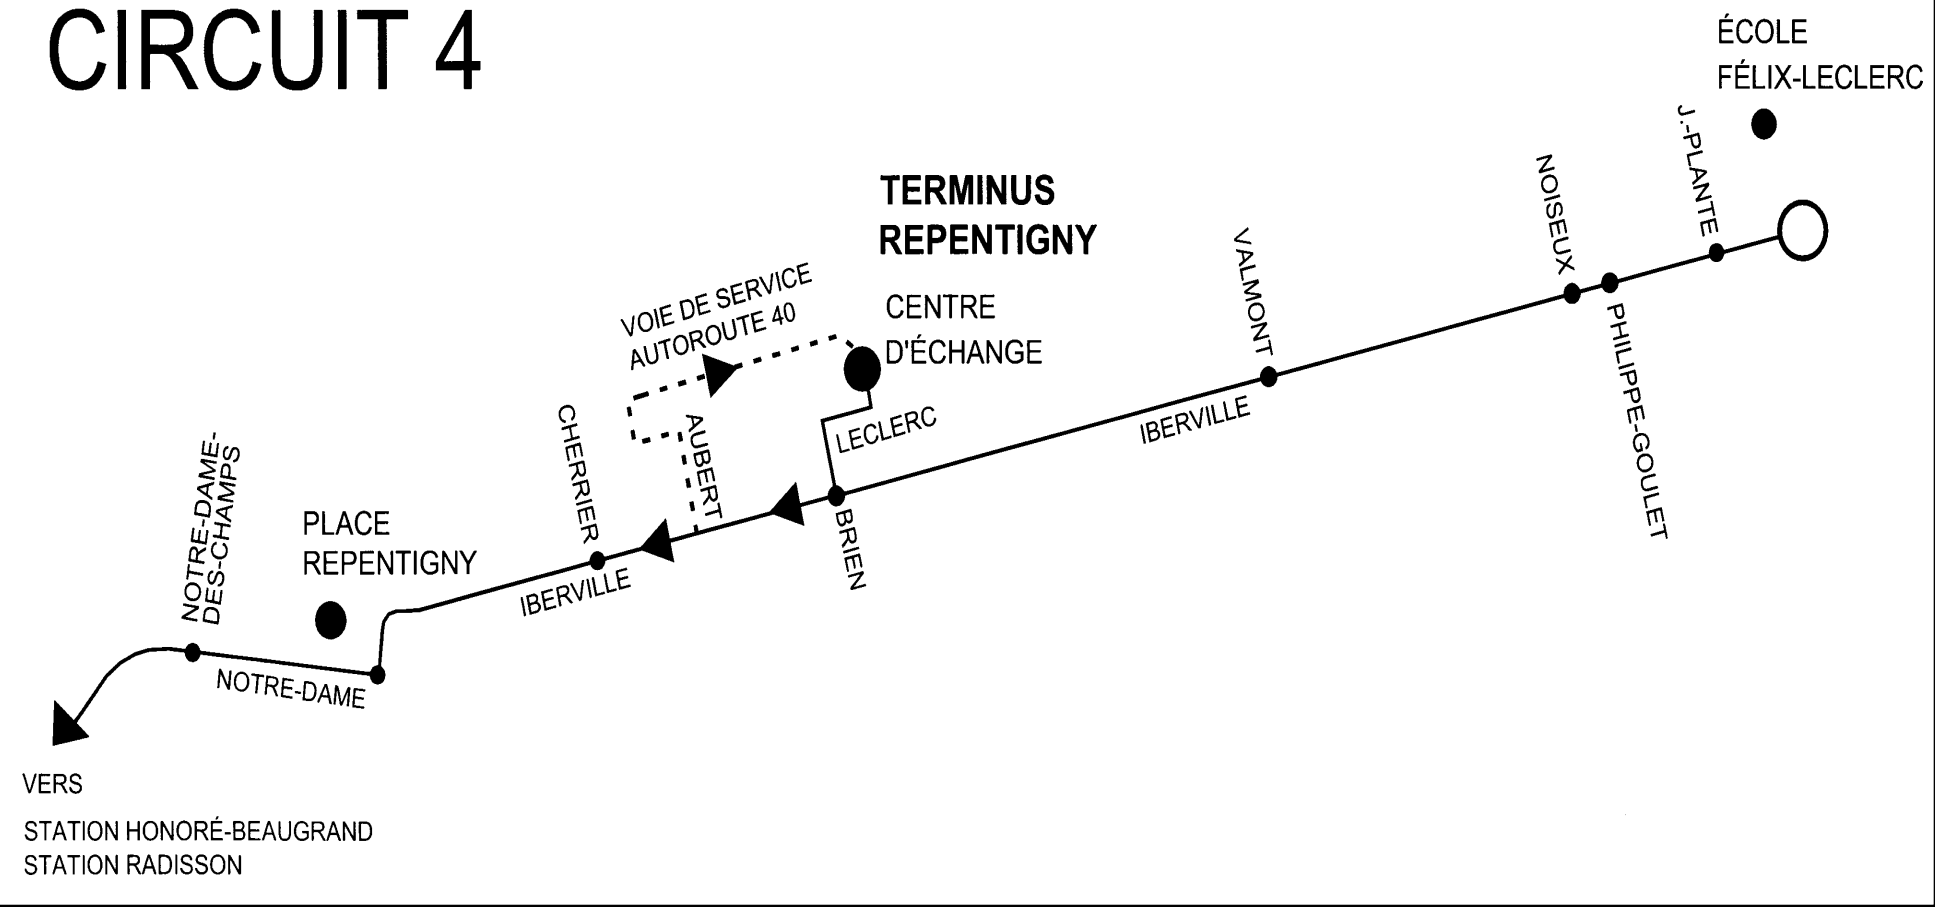 CIRCUIT 4
ÉCOLE
FÉLIX-LECLERC
J.-PLANTE
NOISEUX
PHILIPPE-GOULET
VALMONT
IBERVILLE
TERMINUS
REPENTIGNY
CENTRE
D'ÉCHANGE
VOIE DE SERVICE
AUTOROUTE 40
LECLERC
AUBERT
BRIEN
CHERRIER
IBERVILLE
NOTRE-DAME-
DES-CHAMPS
PLACE
REPENTIGNY
NOTRE-DAME
VERS
STATION HONORÉ-BEAUGRAND
STATION RADISSON